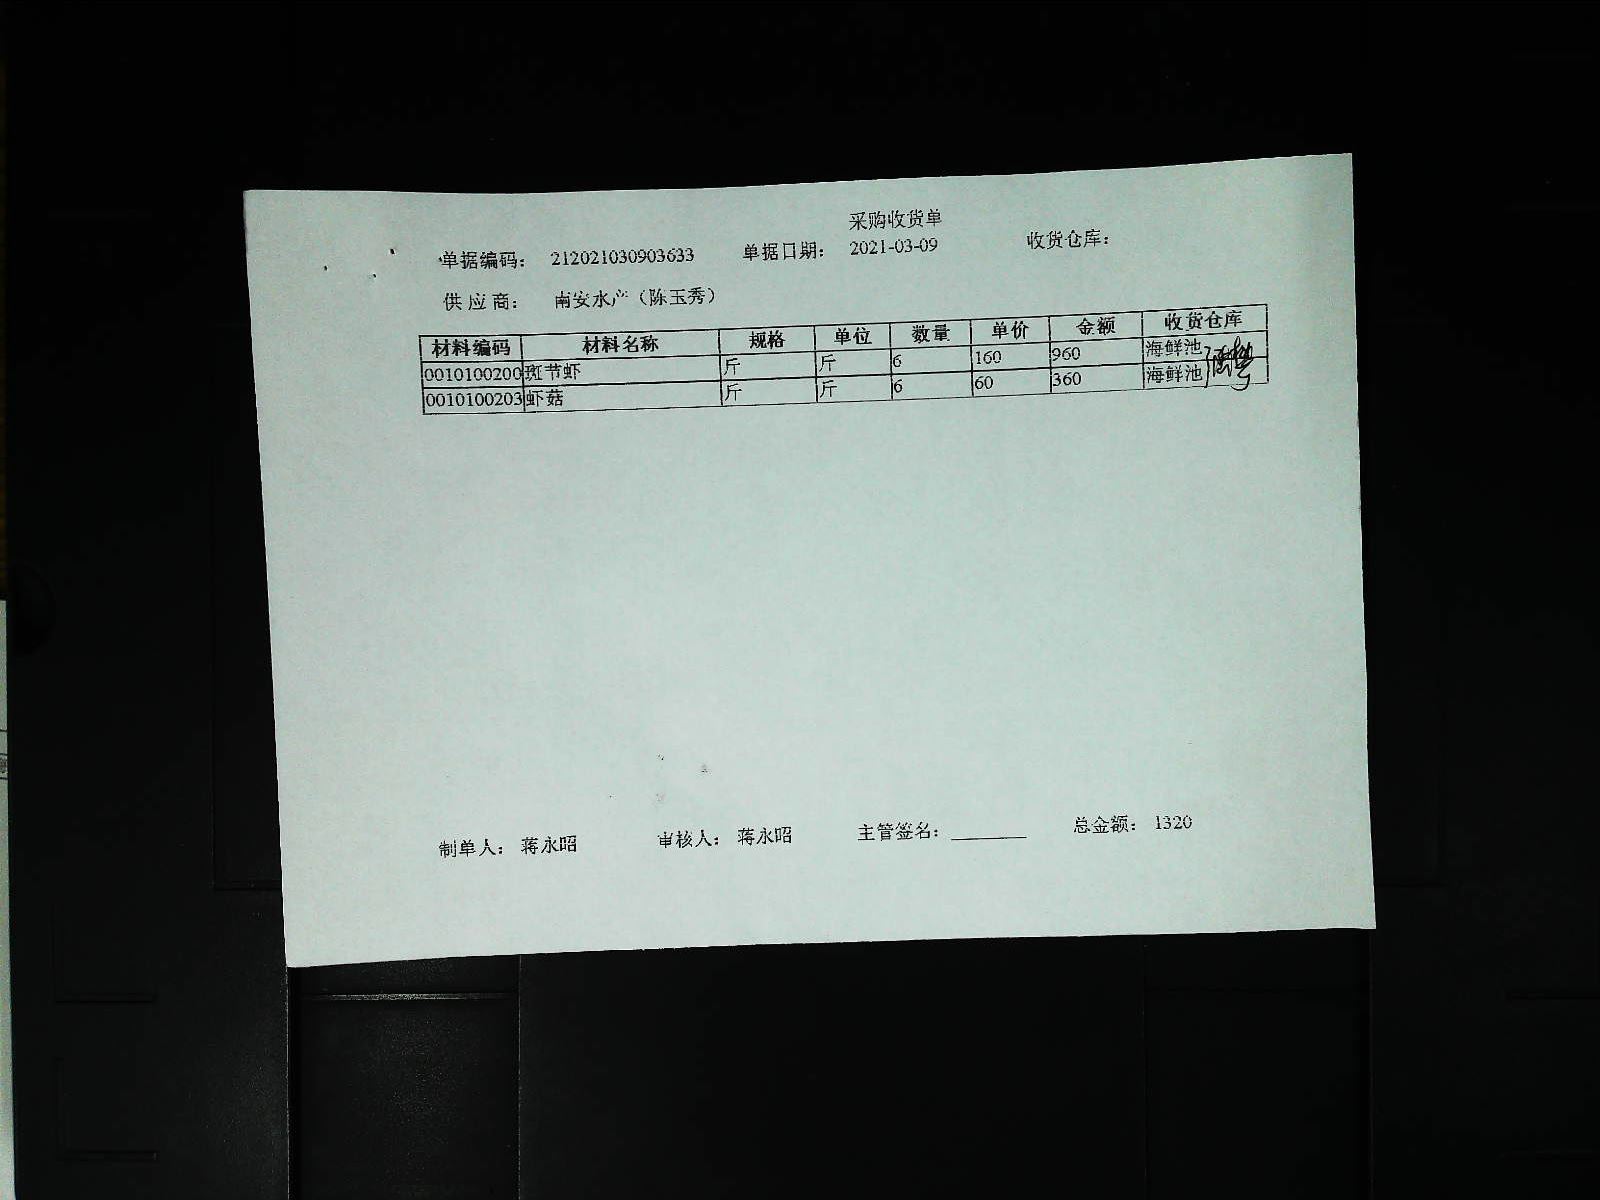 采购收货单
单据编码： 212021030903633 单据日期： 2021-03-09 收货仓库：
供应商： 南安水产（陈玉秀）
材料编码 材料名称 规格 单位 数量 单价 金额 收货仓库
0010100200 斑节虾 斤 斤 6 160 960 海鲜池
0010100203 虾菇 斤 斤 6 60 360 海鲜池
制单人： 蒋永昭 审核人： 蒋永昭 主管签名： 总金额： 1320